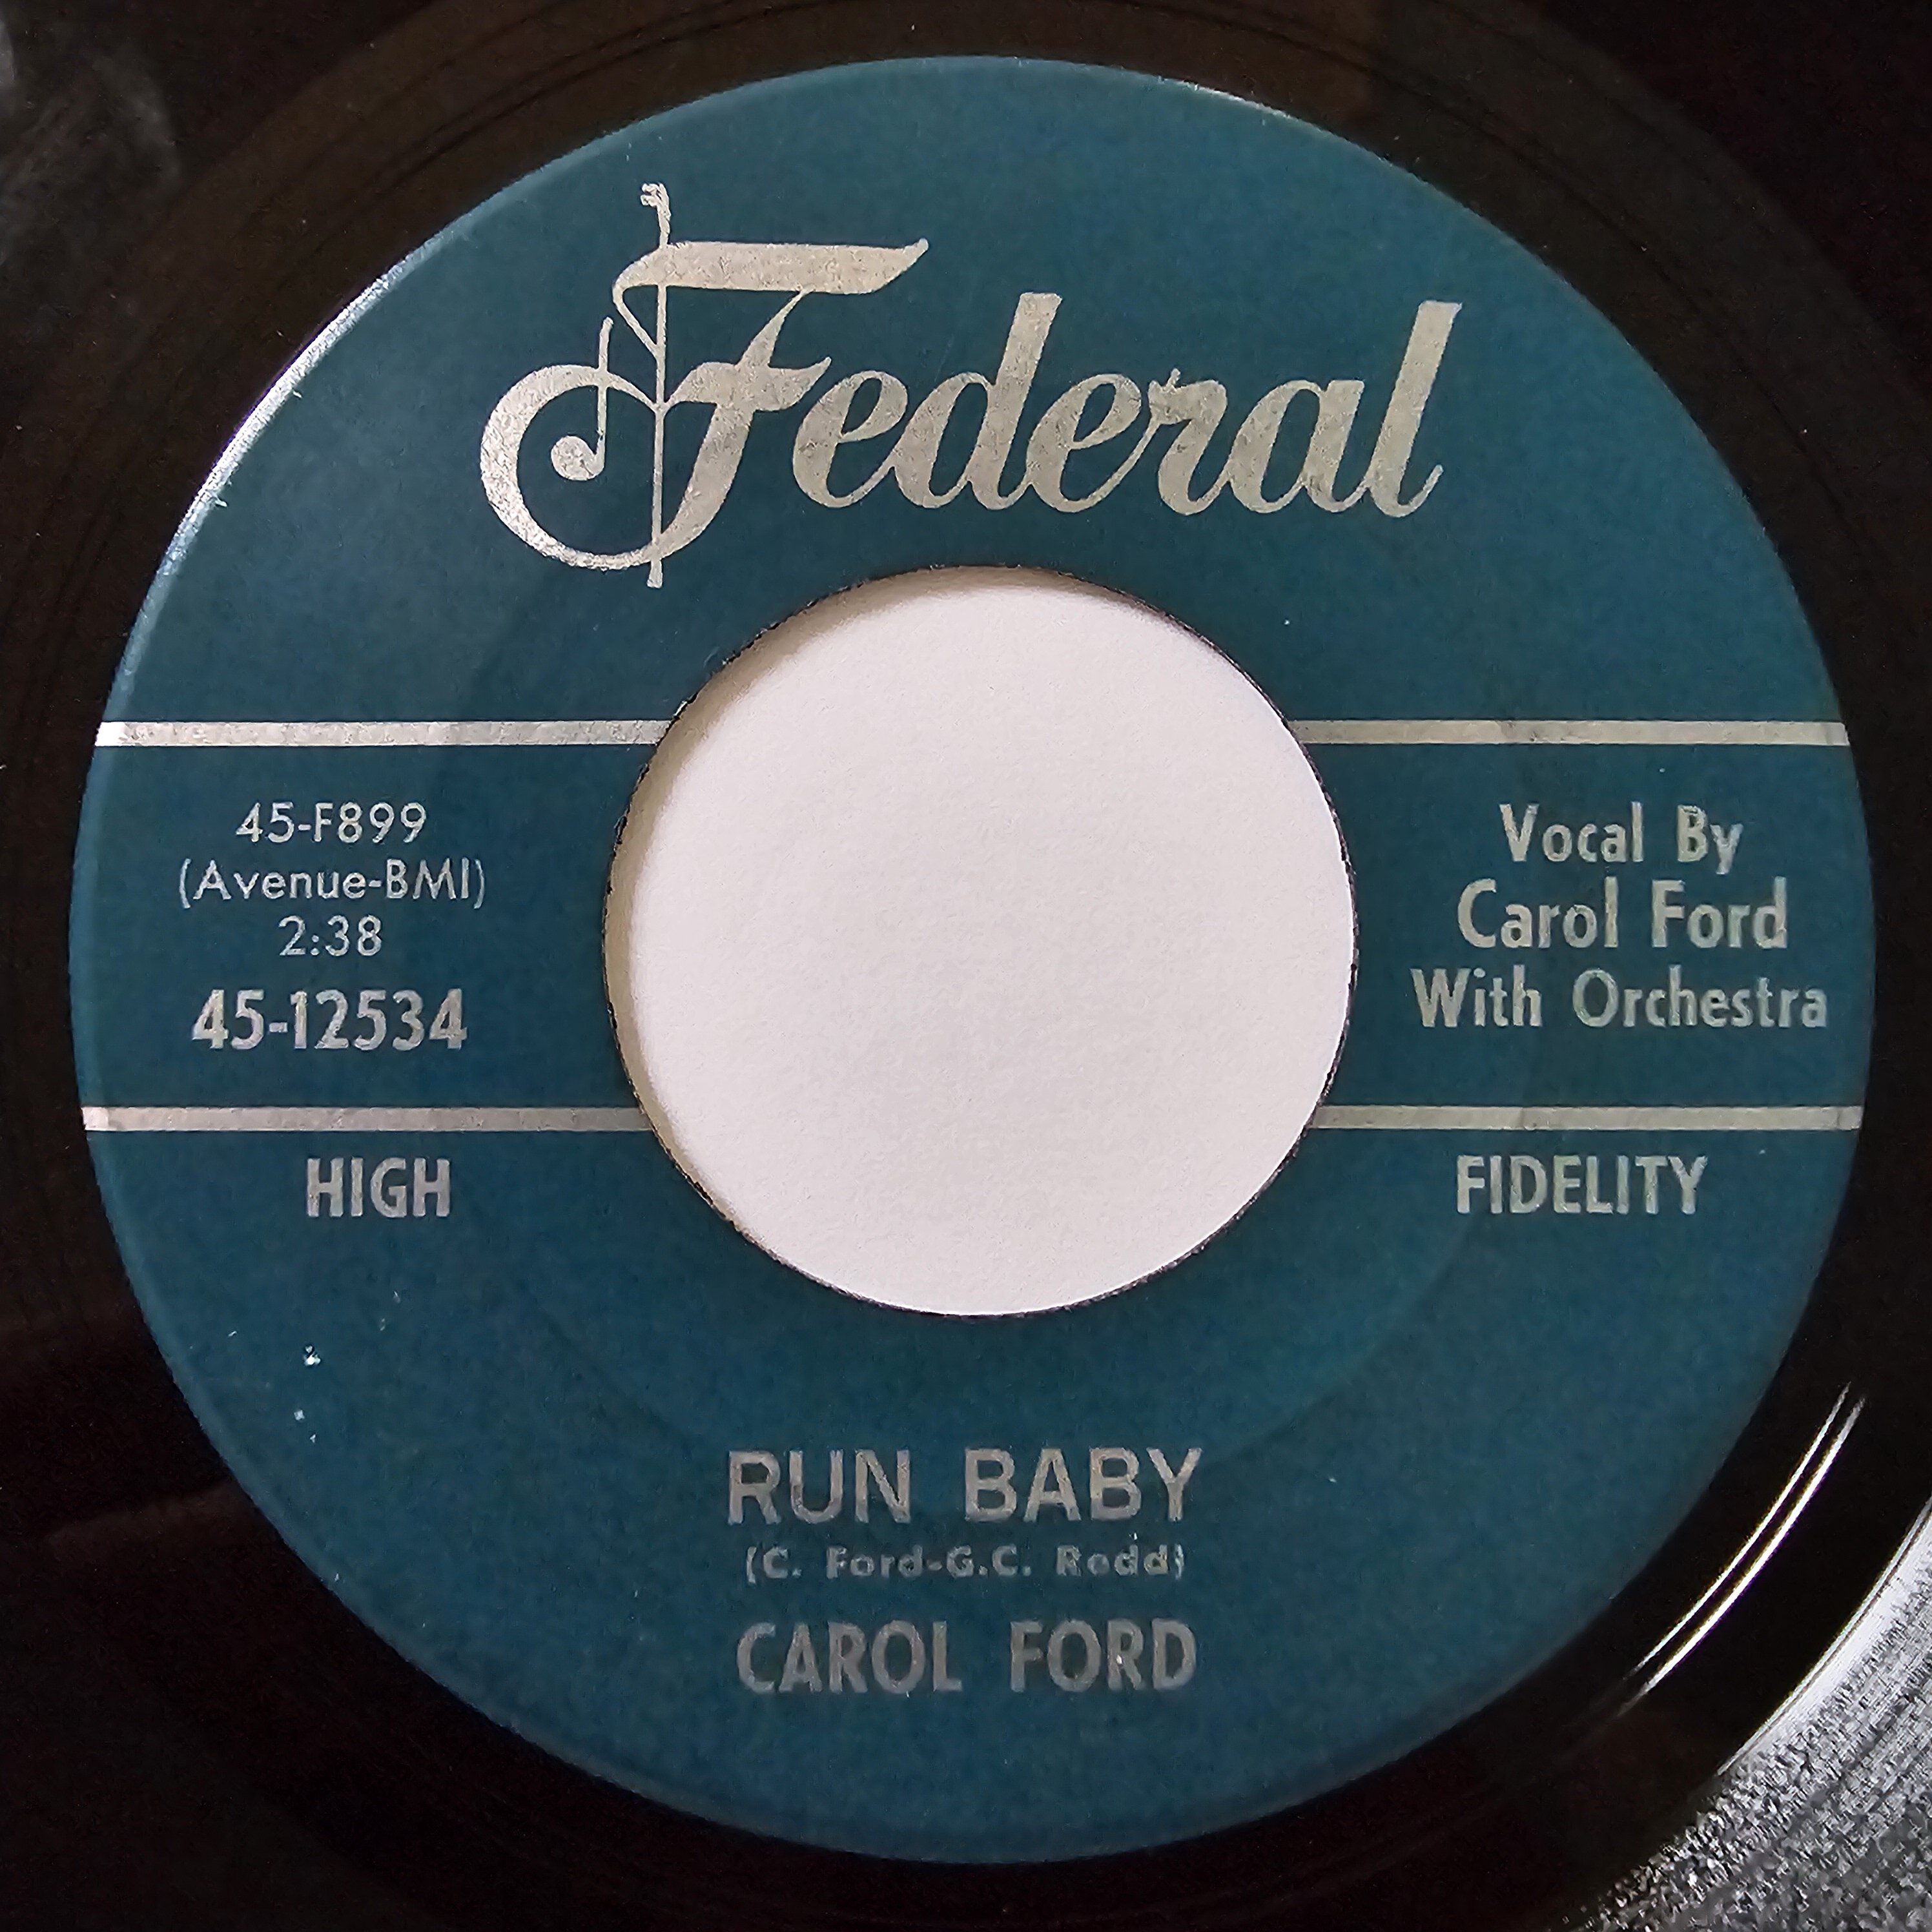 Federal
45-F899
(Avenue-BMI)
2:38
45-12534
Vocal By
Carol Ford
With Orchestra
HIGH
FIDELITY
RUN BABY
(C. Ford-G.C. Redd)
CAROL FORD